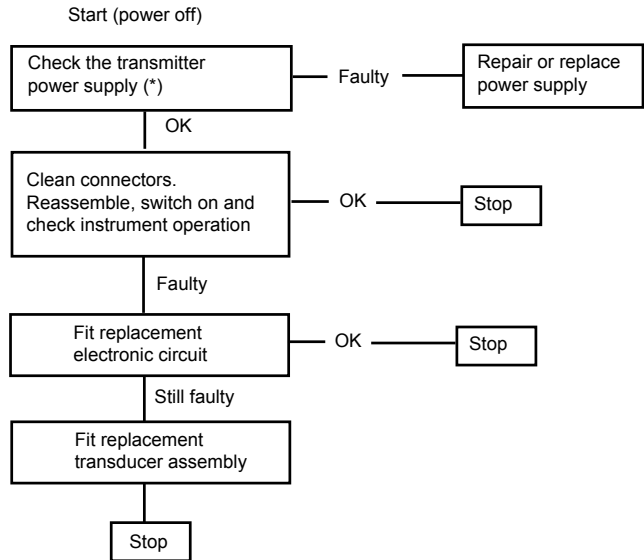 Start (power off)
Check the transmitter
power supply (*)
Faulty
Repair or replace
power supply
OK
Clean connectors.
Reassemble, switch on and
check instrument operation
OK
Stop
Faulty
Fit replacement
electronic circuit
OK
Stop
Still faulty
Fit replacement
transducer assembly
Stop